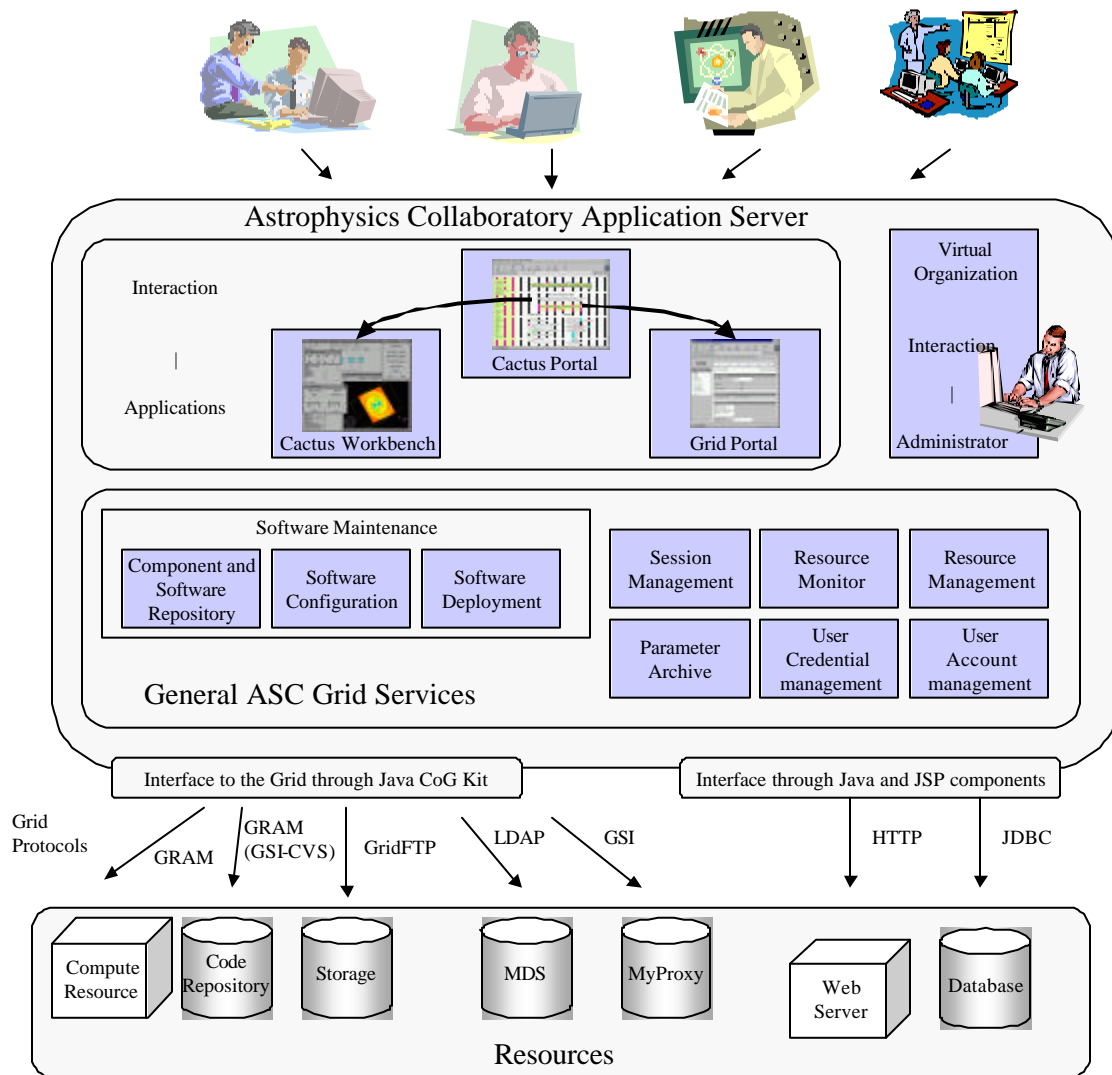 Astrophysics Collaboratory Application Server
Interaction
|
Applications
Cactus Portal
Cactus Workbench
Grid Portal
Virtual
Organization
Interaction
|
Administrator
Software Maintenance
Component and
Software
Repository
Software
Configuration
Software
Deployment
Session
Management
Resource
Monitor
Resource
Management
Parameter
Archive
User
Credential
management
User
Account
management
General ASC Grid Services
Interface to the Grid through Java CoG Kit
Interface through Java and JSP components
Grid
Protocols
GRAM
GRAM
(GSI-CVS)
GridFTP
LDAP
GSI
HTTP
JDBC
Compute
Resource
Code
Repository
Storage
MDS
MyProxy
Web
Server
Database
Resources